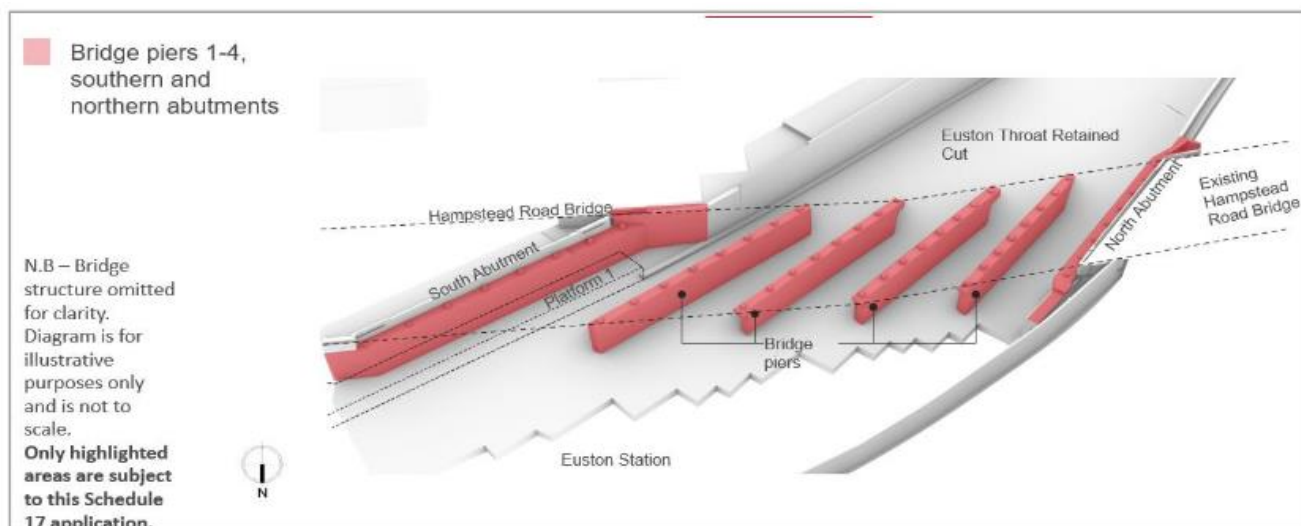 Bridge piers 1-4,
southern and
northern abutments
Euston Throat Retained
Cut
Hampstead Road Bridge
South Abutment
Platform 1
North Abutment
Existing
Hampstead
Road Bridge
Bridge
piers
Euston Station
N.B – Bridge
structure omitted
for clarity.
Diagram is for
illustrative
purposes only
and is not to
scale.
Only highlighted
areas are subject
to this Schedule
17 application.
N